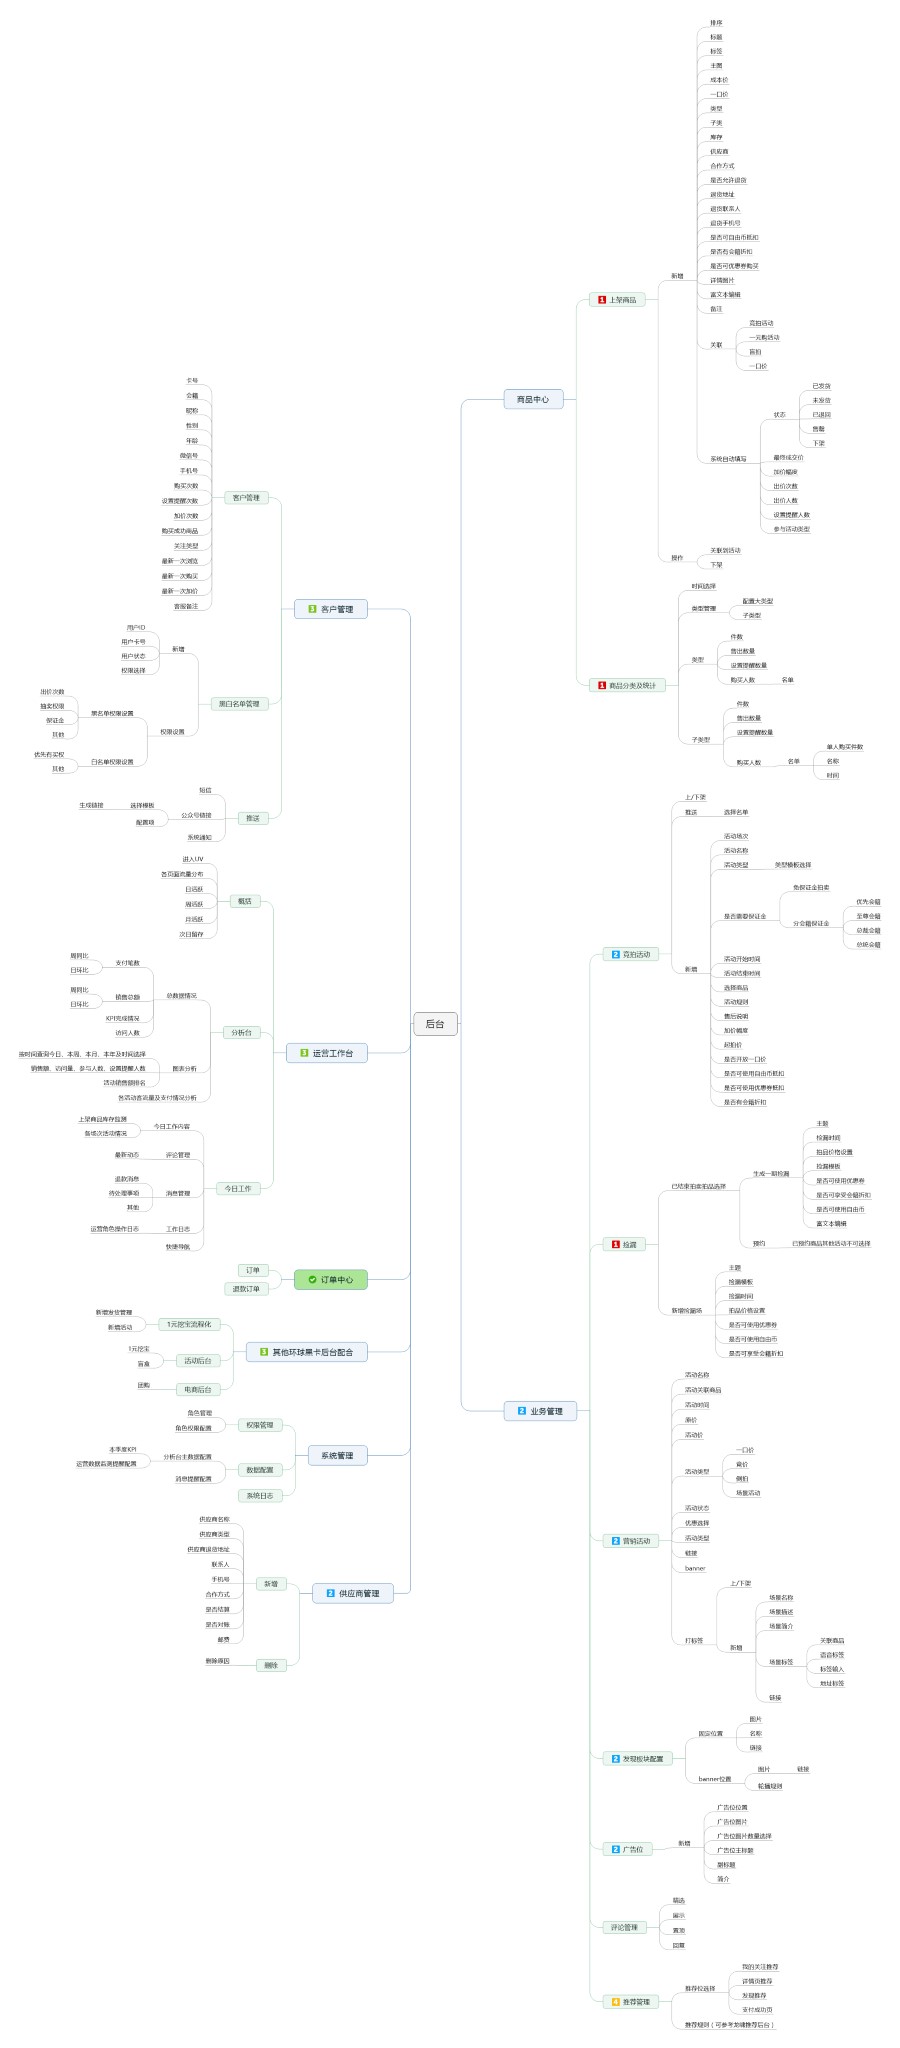 后台
商品中心
1 上架商品
新增
排序
标题
标签
主图
成本价
一口价
类型
子类
库存
供应商
合作方式
是否允许退货
退货地址
退货联系人
退货手机号
是否可自由币抵扣
是否有会籍折扣
是否可优惠券购买
详情图片
富文本编辑
备注
关联
竞拍活动
一元购活动
盲拍
一口价
系统自动填写
状态
已发货
未发货
已退回
售罄
下架
最终成交价
加价幅度
出价次数
出价人数
设置提醒人数
参与活动类型
操作
关联到活动
下架
1 商品分类及统计
时间选择
类型管理
配置大类型
子类型
类型
件数
售出数量
设置提醒数量
购买人数
名单
子类型
件数
售出数量
设置提醒数量
购买人数
名单
单人购买件数
名称
时间
2 业务管理
2 竞拍活动
上/下架
推送
选择名单
新增
活动场次
活动名称
活动类型
类型模板选择
是否需要保证金
免保证金拍卖
分会籍保证金
优先会籍
至尊会籍
总裁会籍
总统会籍
活动开始时间
活动结束时间
选择商品
活动规则
售后说明
加价幅度
起拍价
是否开放一口价
是否可使用自由币抵扣
是否可使用优惠券抵扣
是否有会籍折扣
1 捡漏
已结束拍卖拍品选择
生成一期捡漏
主题
捡漏时间
拍品价格设置
捡漏模板
是否可使用优惠券
是否可享受会籍折扣
是否可使用自由币
富文本编辑
预约
已预约商品其他活动不可选择
新增捡漏场
主题
捡漏模板
捡漏时间
拍品价格设置
是否可使用优惠券
是否可使用自由币
是否可享受会籍折扣
2 营销活动
活动名称
活动关联商品
活动时间
原价
活动价
活动类型
一口价
竞价
倒拍
场景活动
活动状态
优惠选择
活动类型
链接
banner
打标签
上/下架
新增
场景名称
场景描述
场景简介
场景标签
关联商品
语音标签
标签输入
地址标签
链接
2 发现板块配置
固定位置
图片
名称
链接
banner位置
图片
链接
轮播规则
2 广告位
新增
广告位位置
广告位图片
广告位图片数量选择
广告位主标题
副标题
简介
评论管理
精选
展示
置顶
回复
4 推荐管理
推荐位选择
我的关注推荐
详情页推荐
发现推荐
支付成功页
推荐规则（可参考龙嘴推荐后台）
3 客户管理
客户管理
卡号
会籍
昵称
性别
年龄
微信号
手机号
购买次数
设置提醒次数
加价次数
购买成功商品
关注类型
最新一次浏览
最新一次购买
最新一次加价
客服备注
黑白名单管理
新增
用户ID
用户卡号
用户状态
权限选择
权限设置
黑名单权限设置
出价次数
抽奖权限
保证金
其他
白名单权限设置
优先有买权
其他
推送
短信
公众号链接
选择模板
生成链接
配置项
系统通知
3 运营工作台
概括
进入UV
各页面流量分布
日活跃
周活跃
月活跃
次日留存
分析台
总数据情况
支付笔数
周同比
日环比
销售总额
周同比
日环比
KPI完成情况
访问人数
图表分析
按时间查询今日、本周、本月、本年及时间选择
销售额、访问量、参与人数、设置提醒人数
活动销售额排名
各活动客流量及支付情况分析
今日工作
今日工作内容
上架商品库存监测
各场次活动情况
评论管理
最新动态
消息管理
退款消息
待处理事项
其他
工作日志
运营角色操作日志
快捷导航
订单中心
订单
退款订单
3 其他环球黑卡后台配合
1元挖宝流程化
新增发货管理
新增活动
活动后台
1元挖宝
盲盒
电商后台
团购
系统管理
权限管理
角色管理
角色权限配置
数据配置
分析台主数据配置
本季度KPI
运营数据监测提醒配置
消息提醒配置
系统日志
2 供应商管理
新增
供应商名称
供应商类型
供应商退货地址
联系人
手机号
合作方式
是否结算
是否对账
邮费
删除
删除原因